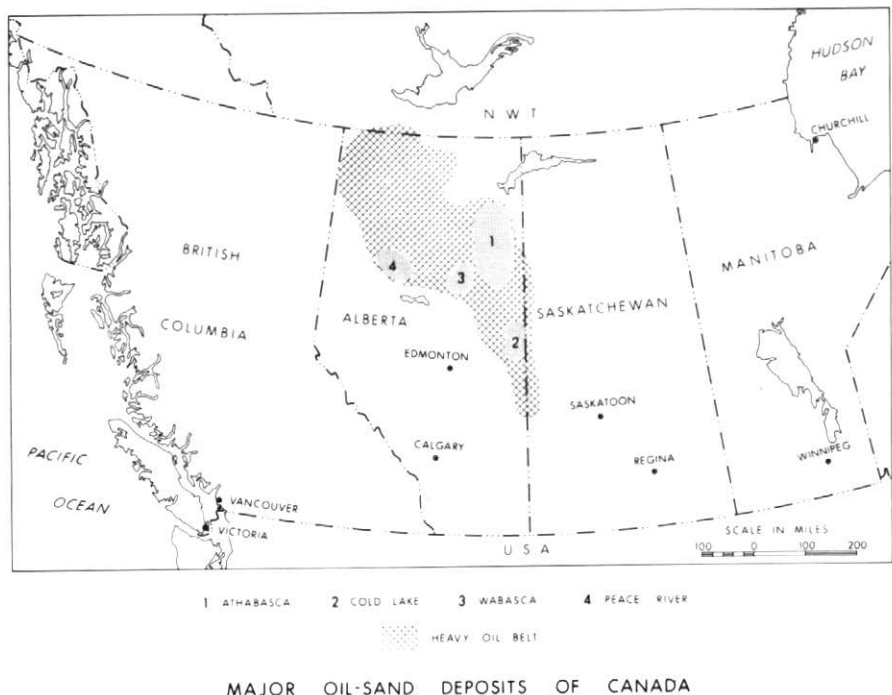 HUDSON
BAY
NWT
CHURCHILL
1
BRITISH
MANITOBA
4
3
COLUMBIA
ALBERTA
SASKATCHEWAN
2
EDMONTON
SASKATOON
CALGARY
PACIFIC
REGINA
WINNIPEG
OCEAN
VANCOUVER
VICTORIA
SCALE IN MILES
USA
100 0 100 200
1 ATHABASCA 2 COLD LAKE 3 WABASCA 4 PEACE RIVER
HEAVY OIL BELT
MAJOR OIL-SAND DEPOSITS OF CANADA